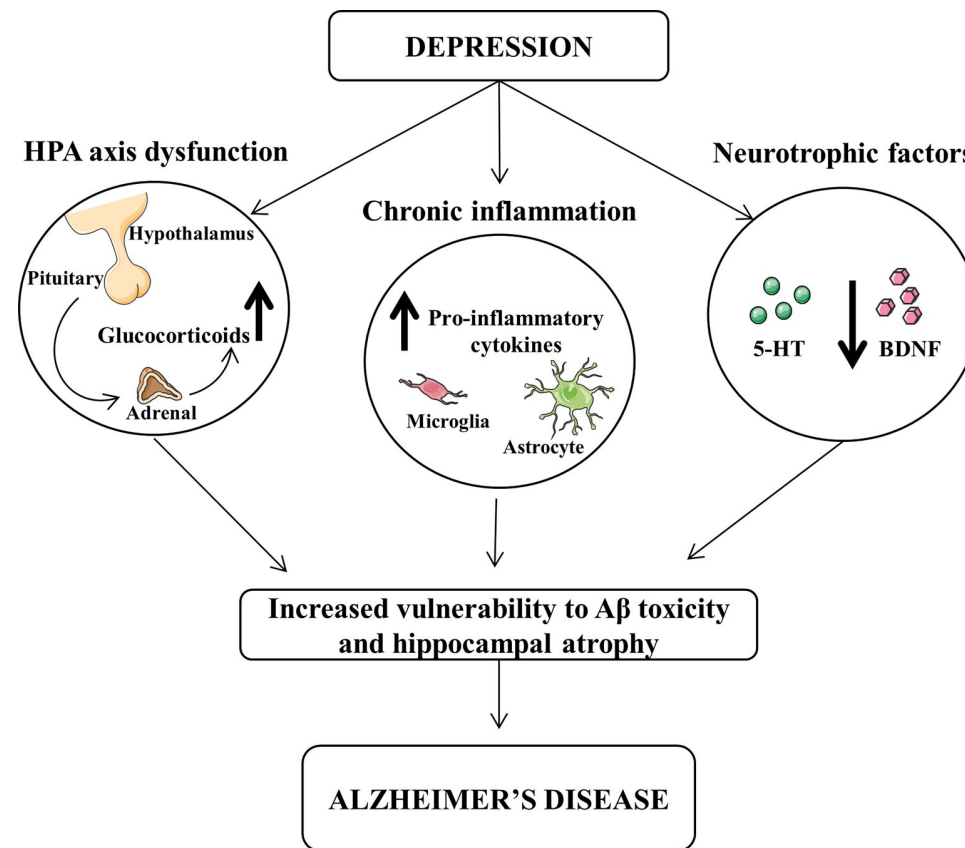 DEPRESSION
HPA axis dysfunction
Hypothalamus
Pituitary
Glucocorticoids
Adrenal
Chronic inflammation
Pro-inflammatory
cytokines
Microglia
Astrocyte
Neurotrophic factors
5-HT
BDNF
Increased vulnerability to Aβ toxicity
and hippocampal atrophy
ALZHEIMER’S DISEASE